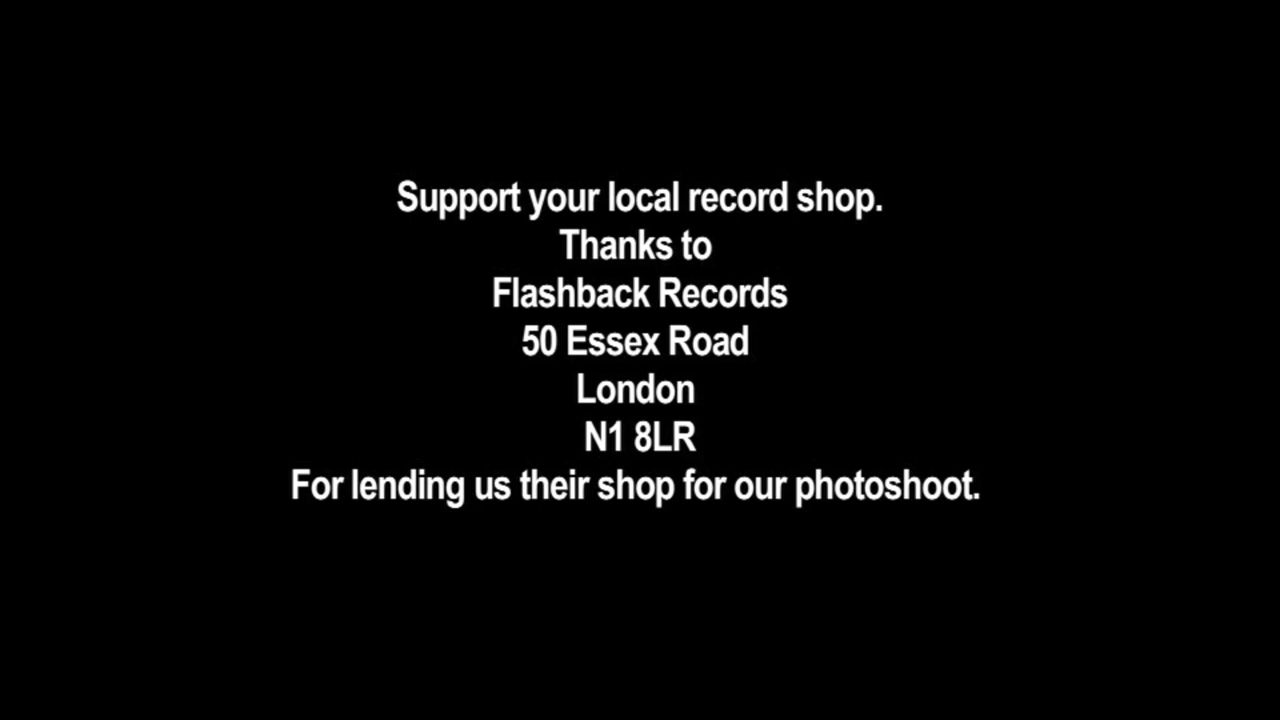 Support your local record shop.
Thanks to
Flashback Records
50 Essex Road
London
N1 8LR
For lending us their shop for our photoshoot.